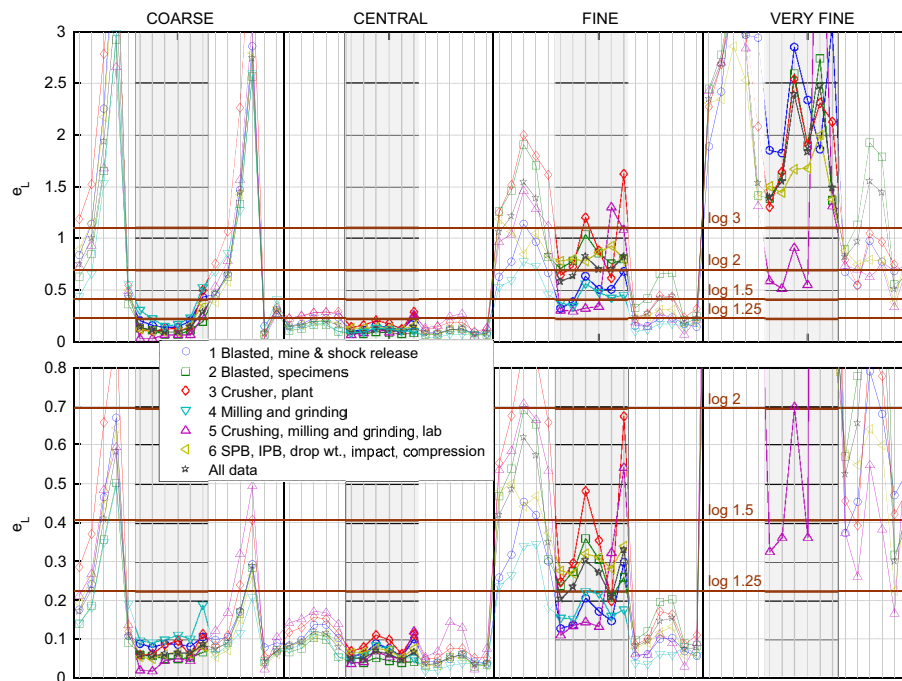 COARSE CENTRAL FINE VERY FINE
3
2.5
2
1.5
1
0.5
0
e_L
log 3
log 2
log 1.5
log 1.25
1 Blasted, mine & shock release
2 Blasted, specimens
3 Crusher, plant
4 Milling and grinding
5 Crushing, milling and grinding, lab
6 SPB, IPB, drop wt., impact, compression
All data
0.8
0.7
0.6
0.5
0.4
0.3
0.2
0.1
0
e_L
log 2
log 1.5
log 1.25